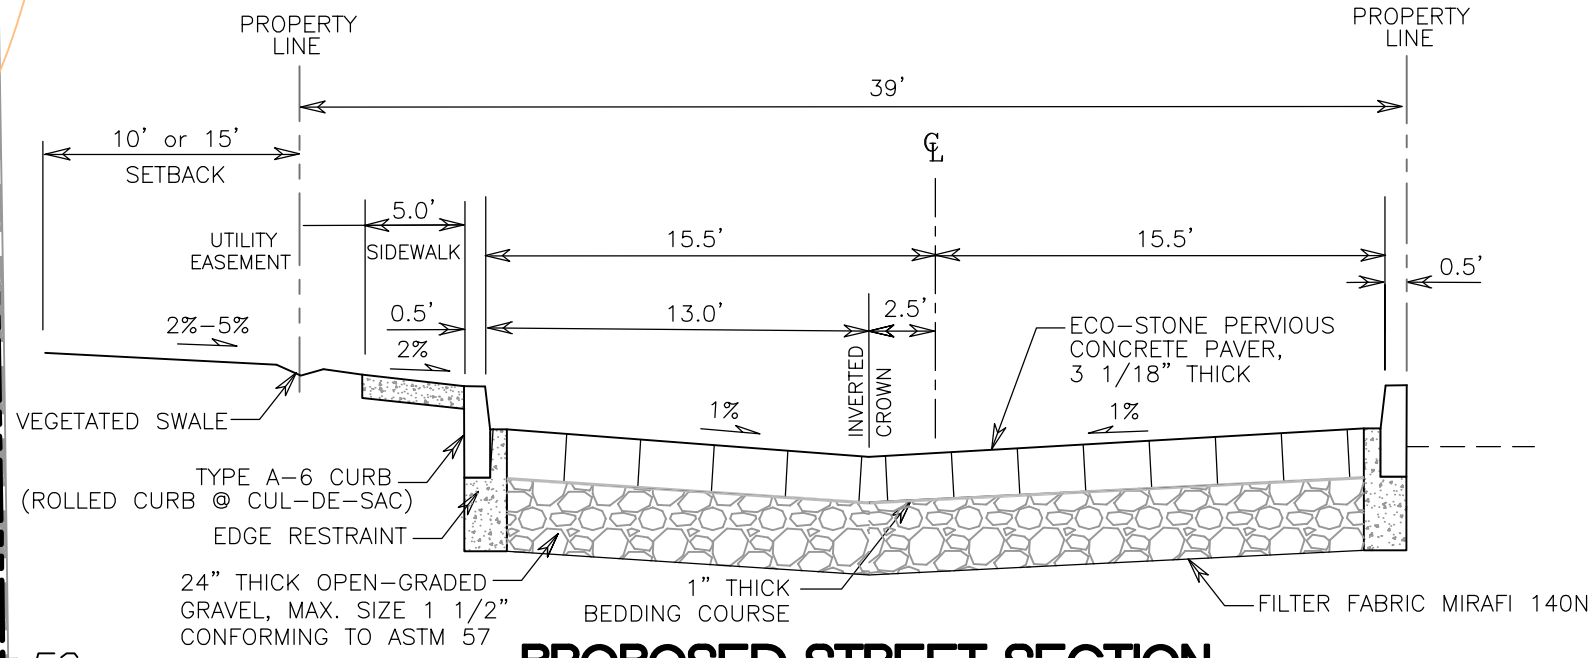 PROPERTY
LINE
PROPERTY
LINE
39'
10' or 15'
SETBACK
℄
5.0'
SIDEWALK
UTILITY
EASEMENT
15.5'
15.5'
0.5'
2%-5%
0.5'
13.0'
2.5'
2%
INVERTED
CROWN
ECO-STONE PERVIOUS
CONCRETE PAVER,
3 1/18" THICK
VEGETATED SWALE
1%
1%
TYPE A-6 CURB
(ROLLED CURB @ CUL-DE-SAC)
EDGE RESTRAINT
24" THICK OPEN-GRADED
GRAVEL, MAX. SIZE 1 1/2"
CONFORMING TO ASTM 57
1" THICK
BEDDING COURSE
FILTER FABRIC MIRAFI 140N
PROPOSED STREET SECTION